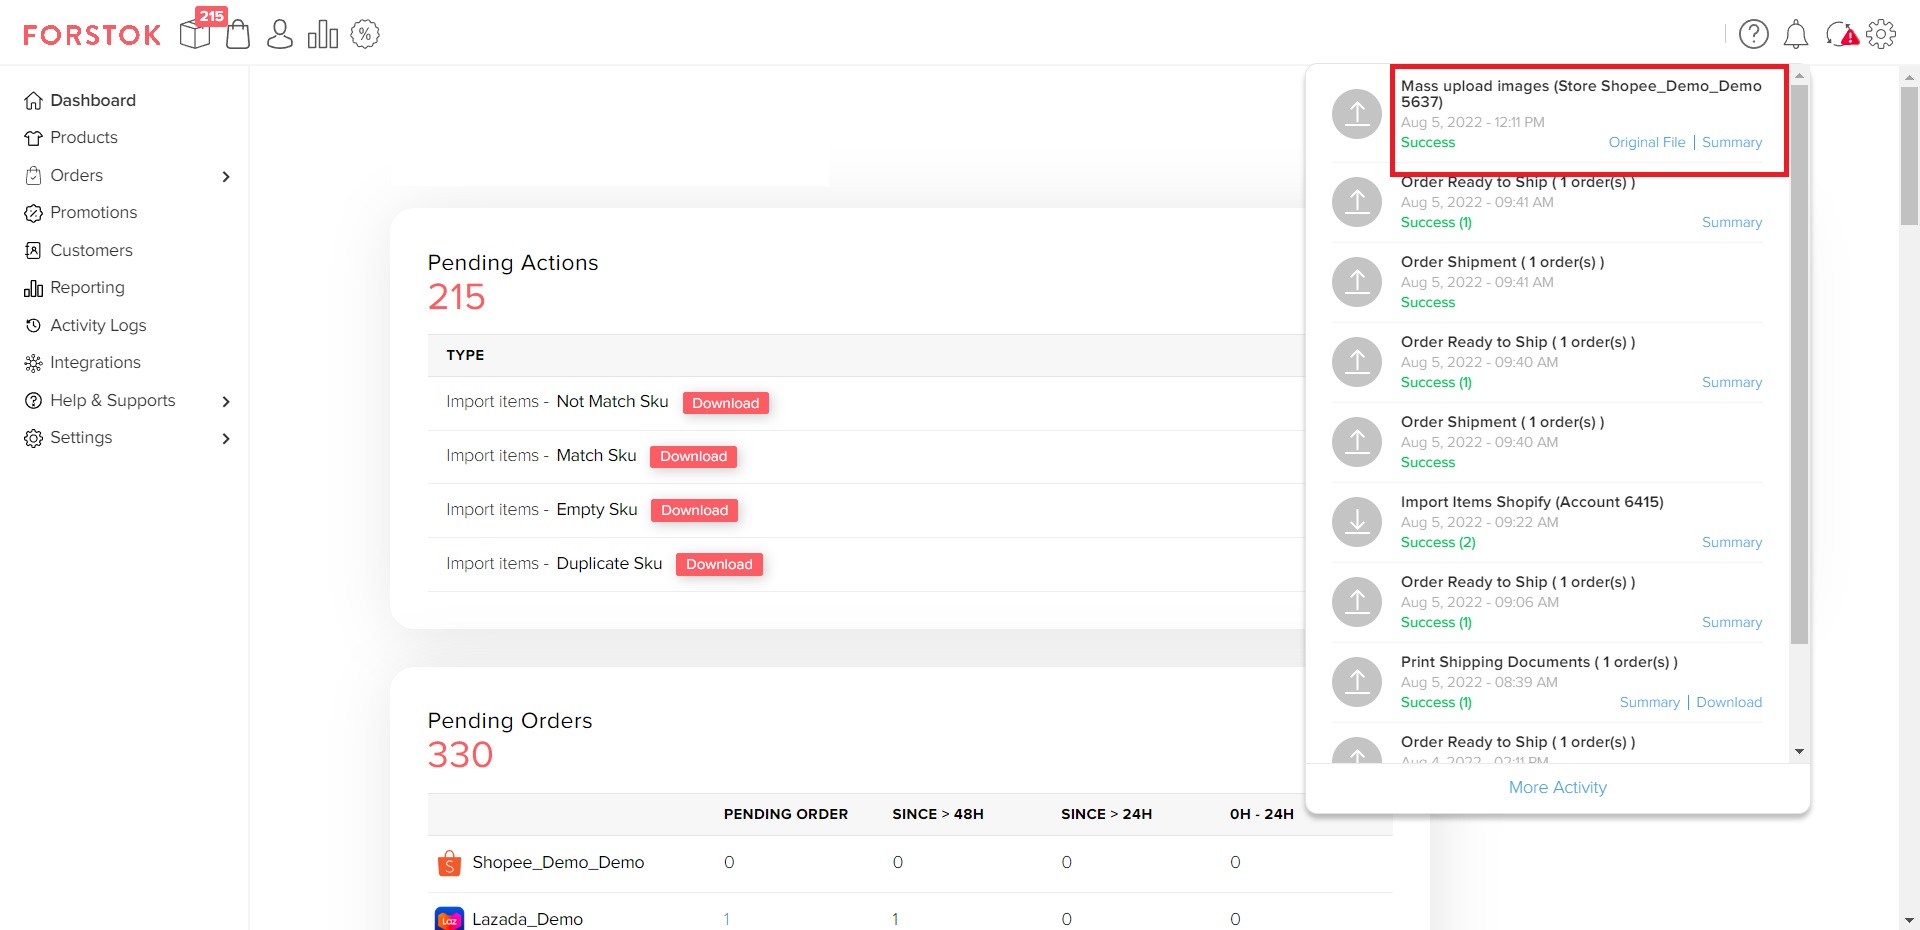 FORSTOK
215
%
Dashboard
Products
Orders
Promotions
Customers
Reporting
Activity Logs
Integrations
Help & Supports
Settings
Pending Actions
215
TYPE
Import items - Not Match Sku Download
Import items - Match Sku Download
Import items - Empty Sku Download
Import items - Duplicate Sku Download
Pending Orders
330
PENDING ORDER SINCE > 48H SINCE > 24H 0H - 24H
Shopee_Demo_Demo 0 0 0 0
Lazada_Demo 1 1 0 0
Mass upload images (Store Shopee_Demo_Demo
5637)
Aug 5, 2022 - 12:11 PM
Success Original File | Summary
Order Ready to Ship ( 1 order(s) )
Aug 5, 2022 - 09:41 AM
Success (1) Summary
Order Shipment ( 1 order(s) )
Aug 5, 2022 - 09:41 AM
Success
Order Ready to Ship ( 1 order(s) )
Aug 5, 2022 - 09:40 AM
Success (1) Summary
Order Shipment ( 1 order(s) )
Aug 5, 2022 - 09:40 AM
Success
Import Items Shopify (Account 6415)
Aug 5, 2022 - 09:22 AM
Success (2) Summary
Order Ready to Ship ( 1 order(s) )
Aug 5, 2022 - 09:06 AM
Success (1) Summary
Print Shipping Documents ( 1 order(s) )
Aug 5, 2022 - 08:39 AM
Success (1) Summary | Download
Order Ready to Ship ( 1 order(s) )
Aug 4, 2022 - 02:11 PM
More Activity